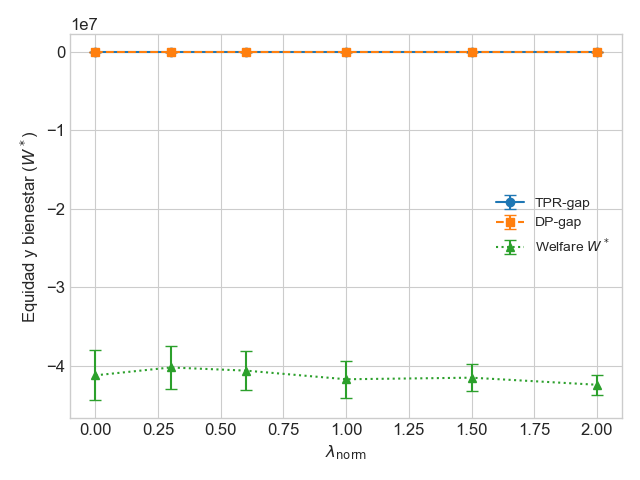 1e7
0
−1
−2
−3
−4
Equidad y bienestar (W*)
TPR-gap
DP-gap
Welfare W*
0.00 0.25 0.50 0.75 1.00 1.25 1.50 1.75 2.00
λnorm